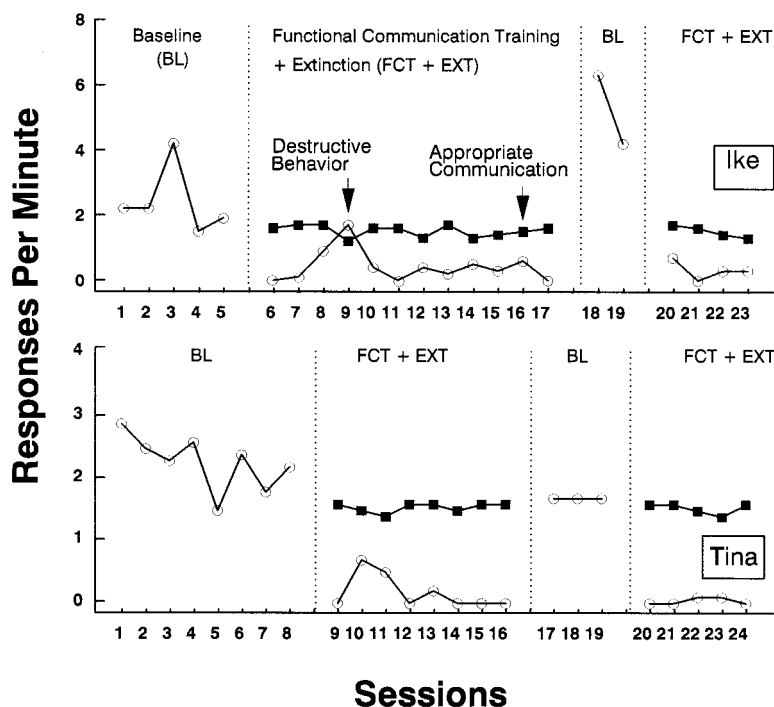 Responses Per Minute
8
6
4
2
0
Baseline
(BL)
Functional Communication Training
+ Extinction (FCT + EXT)
BL
FCT + EXT
Destructive
Behavior
Appropriate
Communication
Ike
1 2 3 4 5 6 7 8 9 10 11 12 13 14 15 16 17 18 19 20 21 22 23
4
3
2
1
0
BL
FCT + EXT
BL
FCT + EXT
Tina
1 2 3 4 5 6 7 8 9 10 11 12 13 14 15 16 17 18 19 20 21 22 23 24
Sessions